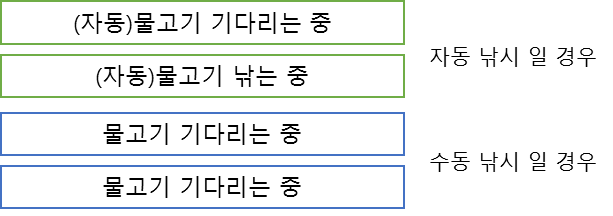 (자동)물고기 기다리는 중
자동 낚시 일 경우
(자동)물고기 낚는 중
물고기 기다리는 중
수동 낚시 일 경우
물고기 기다리는 중